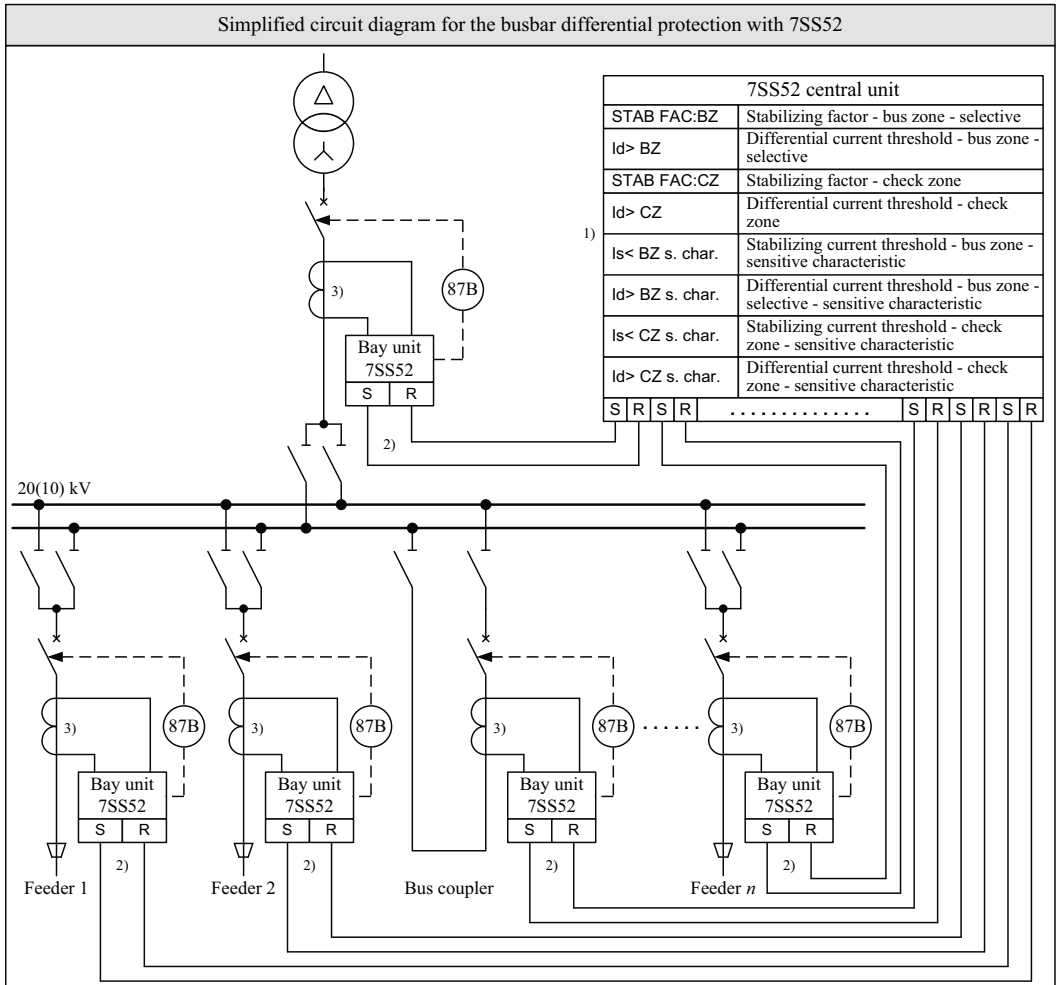 Simplified circuit diagram for the busbar differential protection with 7SS52
7SS52 central unit
STAB FAC:BZ Stabilizing factor - bus zone - selective
Id> BZ Differential current threshold - bus zone -
selective
STAB FAC:CZ Stabilizing factor - check zone
Id> CZ Differential current threshold - check
zone
1)
Is< BZ s. char. Stabilizing current threshold - bus zone -
sensitive characteristic
Id> BZ s. char. Differential current threshold - bus zone -
selective - sensitive characteristic
Is< CZ s. char. Stabilizing current threshold - check
zone - sensitive characteristic
Id> CZ s. char. Differential current threshold - check
zone - sensitive characteristic
S R S R . . . . . . . . . . . . . . S R S R S R
3)
87B
Bay unit
7SS52
S R
2)
20(10) kV
3) 87B 3) 87B 3) 87B . . . . . . 3) 87B
Bay unit Bay unit Bay unit Bay unit
7SS52 7SS52 7SS52 7SS52
S R S R S R S R
2) 2) 2) 2)
Feeder 1 Feeder 2 Bus coupler Feeder n